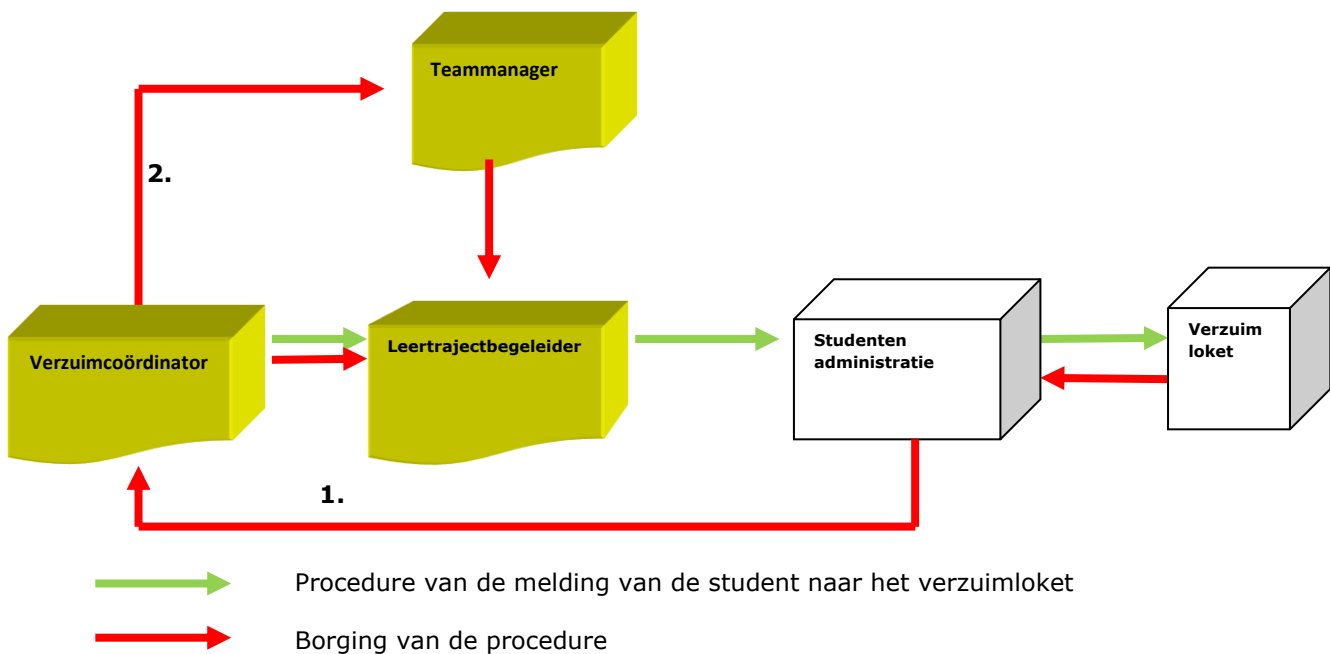 Teammanager
2.
Verzuimcoördinator
Leertrajectbegeleider
Studenten
administratie
Verzuim
loket
1.
Procedure van de melding van de student naar het verzuimloket
Borging van de procedure